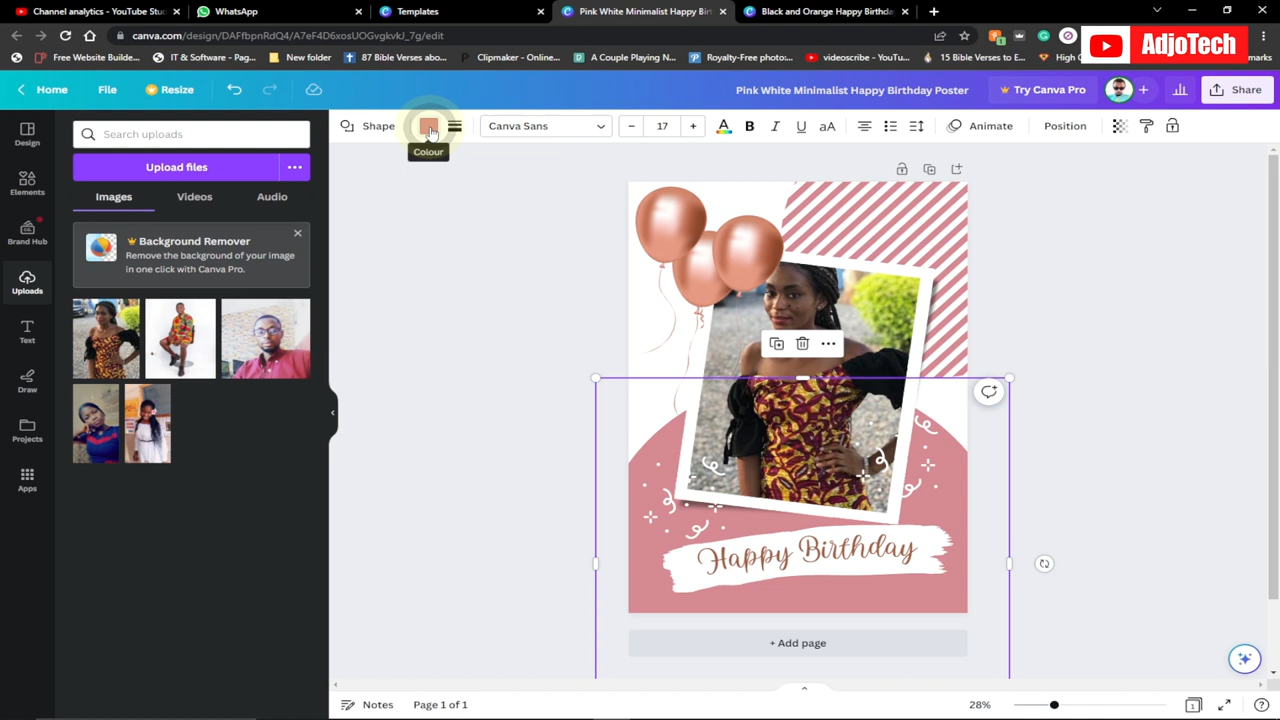 Channel analytics - YouTube Stud
WhatsApp
Templates
Pink White Minimalist Happy Birt
Black and Orange Happy Birthda
canva.com/design/DAFfbpnRdQ4/A7eF4D6xosUOGvgkvkJ_7g/edit
Free Website Builde...
IT & Software - Pag...
New folder
87 Bible Verses abo...
Clipmaker - Online...
A Couple Playing N...
Royalty-Free photo:...
videoscribe - YouTu...
15 Bible Verses to E
High
marks
AdjoTech
Home
File
Resize
Pink White Minimalist Happy Birthday Poster
Try Canva Pro
Share
Shape
Canva Sans
17
B
I
U
aA
Animate
Position
Colour
Design
Elements
Brand Hub
Uploads
Text
Draw
Projects
Apps
Search uploads
Upload files
Images
Videos
Audio
Background Remover
Remove the background of your image
in one click with Canva Pro.
Happy Birthday
+ Add page
Notes
Page 1 of 1
28%
1